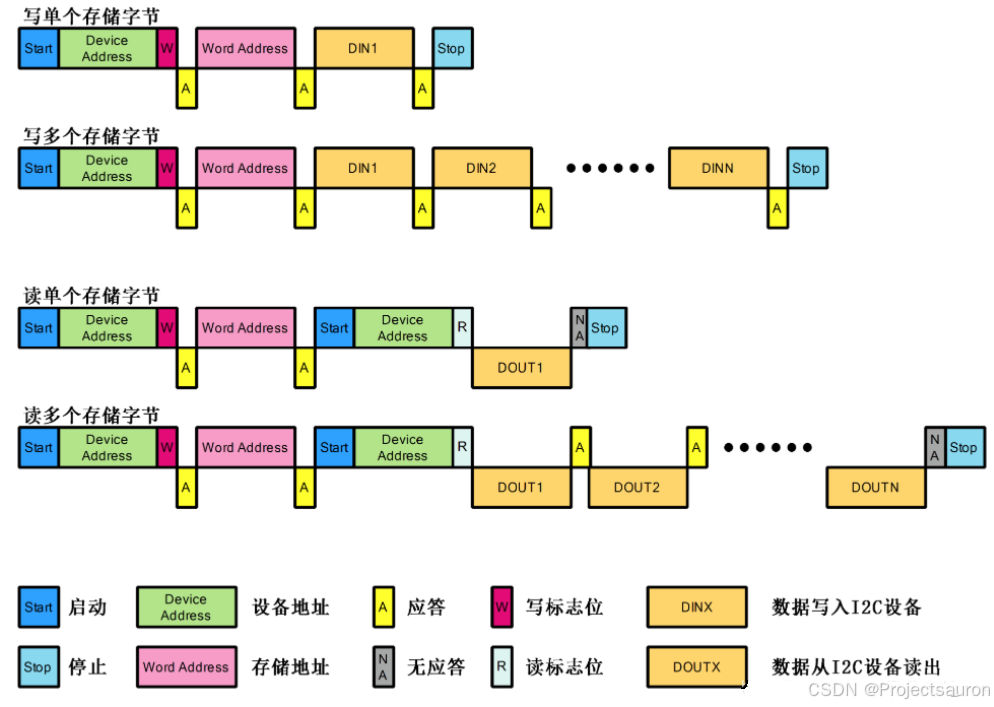 写单个存储字节
Start Device Address W Word Address DIN1 Stop
A A A
写多个存储字节
Start Device Address W Word Address DIN1 DIN2 ●●●●●● DINN Stop
A A A A A
读单个存储字节
Start Device Address W Word Address Start Device Address R NA Stop
A A DOUT1
读多个存储字节
Start Device Address W Word Address Start Device Address R A A ●●●●●● NA Stop
A A DOUT1 DOUT2 DOUTN
Start 启动 Device Address 设备地址 A 应答 W 写标志位 DINX 数据写入I2C设备
Stop 停止 Word Address 存储地址 NA 无应答 R 读标志位 DOUTX 数据从I2C设备读出
CSDN @Projectsauron